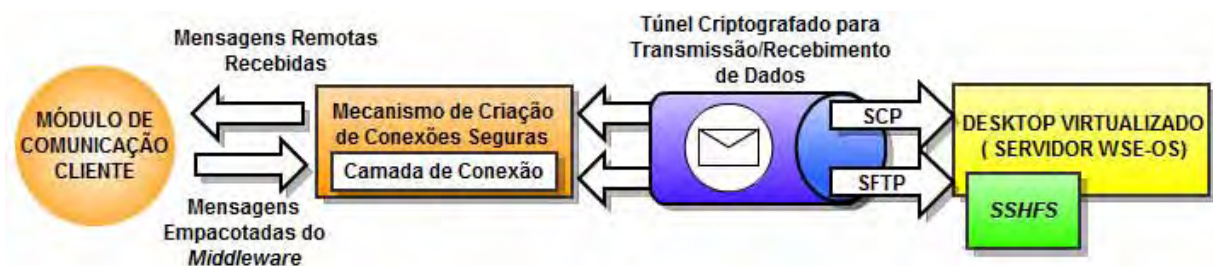 Mensagens Remotas
Recebidas
MÓDULO DE
COMUNICAÇÃO
CLIENTE
Mensagens
Empacotadas do
Middleware
Mecanismo de Criação
de Conexões Seguras
Camada de Conexão
Túnel Criptografado para
Transmissão/Recebimento
de Dados
SCP
SFTP
DESKTOP VIRTUALIZADO
( SERVIDOR WSE-OS)
SSHFS